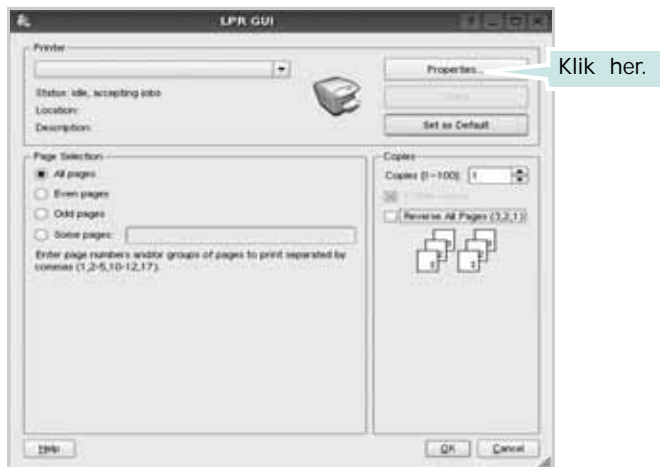 LPR GUI
Printer
Properties...
Klik her.
Status: idle, accepting jobs
Location:
Description:
Set as Default
Page Selection
All pages
Even pages
Odd pages
Some pages:
Enter page numbers and/or groups of pages to print separated by
commas (1,2-5,10-12,17).
Copies
Copies [1~100]: 1
Reverse All Pages (3,2,1)
Help
OK
Cancel